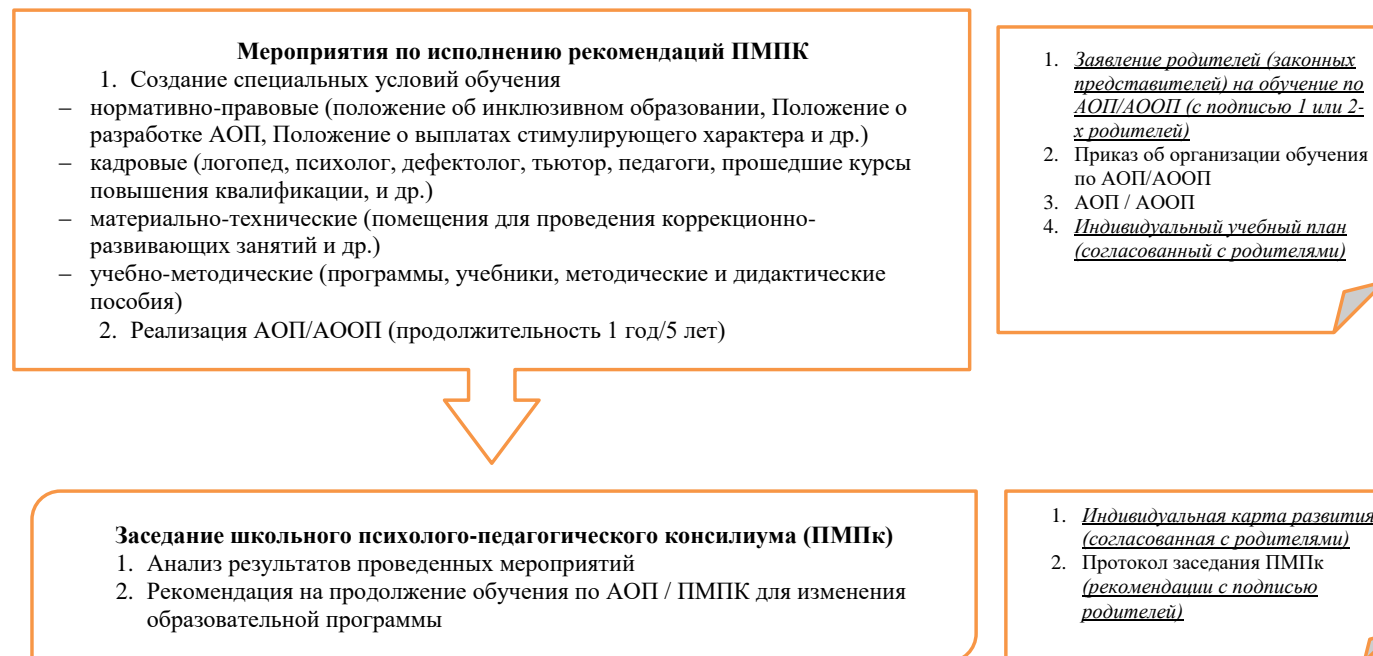 Мероприятия по исполнению рекомендаций ПМПК
1. Создание специальных условий обучения
– нормативно-правовые (положение об инклюзивном образовании, Положение о
разработке АОП, Положение о выплатах стимулирующего характера и др.)
– кадровые (логопед, психолог, дефектолог, тьютор, педагоги, прошедшие курсы
повышения квалификации, и др.)
– материально-технические (помещения для проведения коррекционно-
развивающих занятий и др.)
– учебно-методические (программы, учебники, методические и дидактические
пособия)
2. Реализация АОП/АООП (продолжительность 1 год/5 лет)
1. Заявление родителей (законных
представителей) на обучение по
АОП/АООП (с подписью 1 или 2-
х родителей)
2. Приказ об организации обучения
по АОП/АООП
3. АОП / АООП
4. Индивидуальный учебный план
(согласованный с родителями)
Заседание школьного психолого-педагогического консилиума (ПМПк)
1. Анализ результатов проведенных мероприятий
2. Рекомендация на продолжение обучения по АОП / ПМПК для изменения
образовательной программы
1. Индивидуальная карта развития
(согласованная с родителями)
2. Протокол заседания ПМПк
(рекомендации с подписью
родителей)